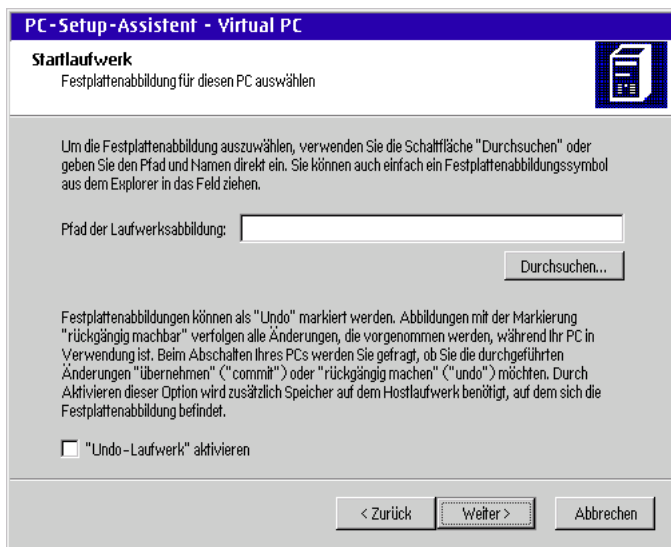 PC-Setup-Assistent - Virtual PC
Startlaufwerk
Festplattenabbildung für diesen PC auswählen
Um die Festplattenabbildung auszuwählen, verwenden Sie die Schaltfläche "Durchsuchen" oder
geben Sie den Pfad und Namen direkt ein. Sie können auch einfach ein Festplattenabbildungssymbol
aus dem Explorer in das Feld ziehen.
Pfad der Laufwerksabbildung:
Durchsuchen...
Festplattenabbildungen können als "Undo" markiert werden. Abbildungen mit der Markierung
"rückgängig machbar" verfolgen alle Änderungen, die vorgenommen werden, während Ihr PC in
Verwendung ist. Beim Abschalten Ihres PCs werden Sie gefragt, ob Sie die durchgeführten
Änderungen "übernehmen" ("commit") oder "rückgängig machen" ("undo") möchten. Durch
Aktivieren dieser Option wird zusätzlich Speicher auf dem Hostlaufwerk benötigt, auf dem sich die
Festplattenabbildung befindet.
"Undo-Laufwerk" aktivieren
< Zurück Weiter > Abbrechen